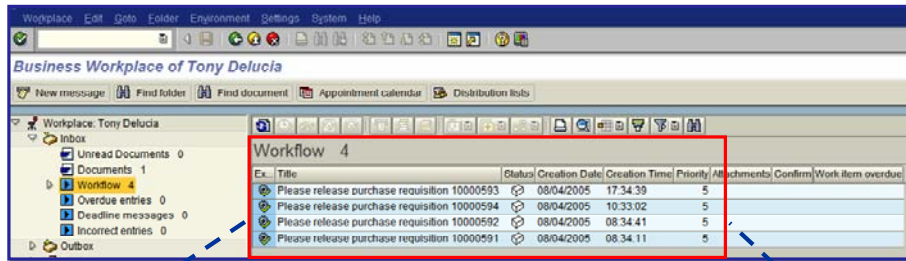 Workplace Edit Goto Folder Environment Settings System Help
Business Workplace of Tony Delucia
New message Find folder Find document Appointment calendar Distribution lists
Workplace: Tony Delucia
Inbox
Unread Documents 0
Documents 1
Workflow 4
Overdue entries 0
Deadline messages 0
Incorrect entries 0
Outbox
Workflow 4
Ex... Title Status Creation Date Creation Time Priority Attachments Confirm Work item overdue
Please release purchase requisition 10000593 08/04/2005 17:34:39 5
Please release purchase requisition 10000594 08/04/2005 10:33:02 5
Please release purchase requisition 10000592 08/04/2005 08:34:41 5
Please release purchase requisition 10000591 08/04/2005 08:34:11 5